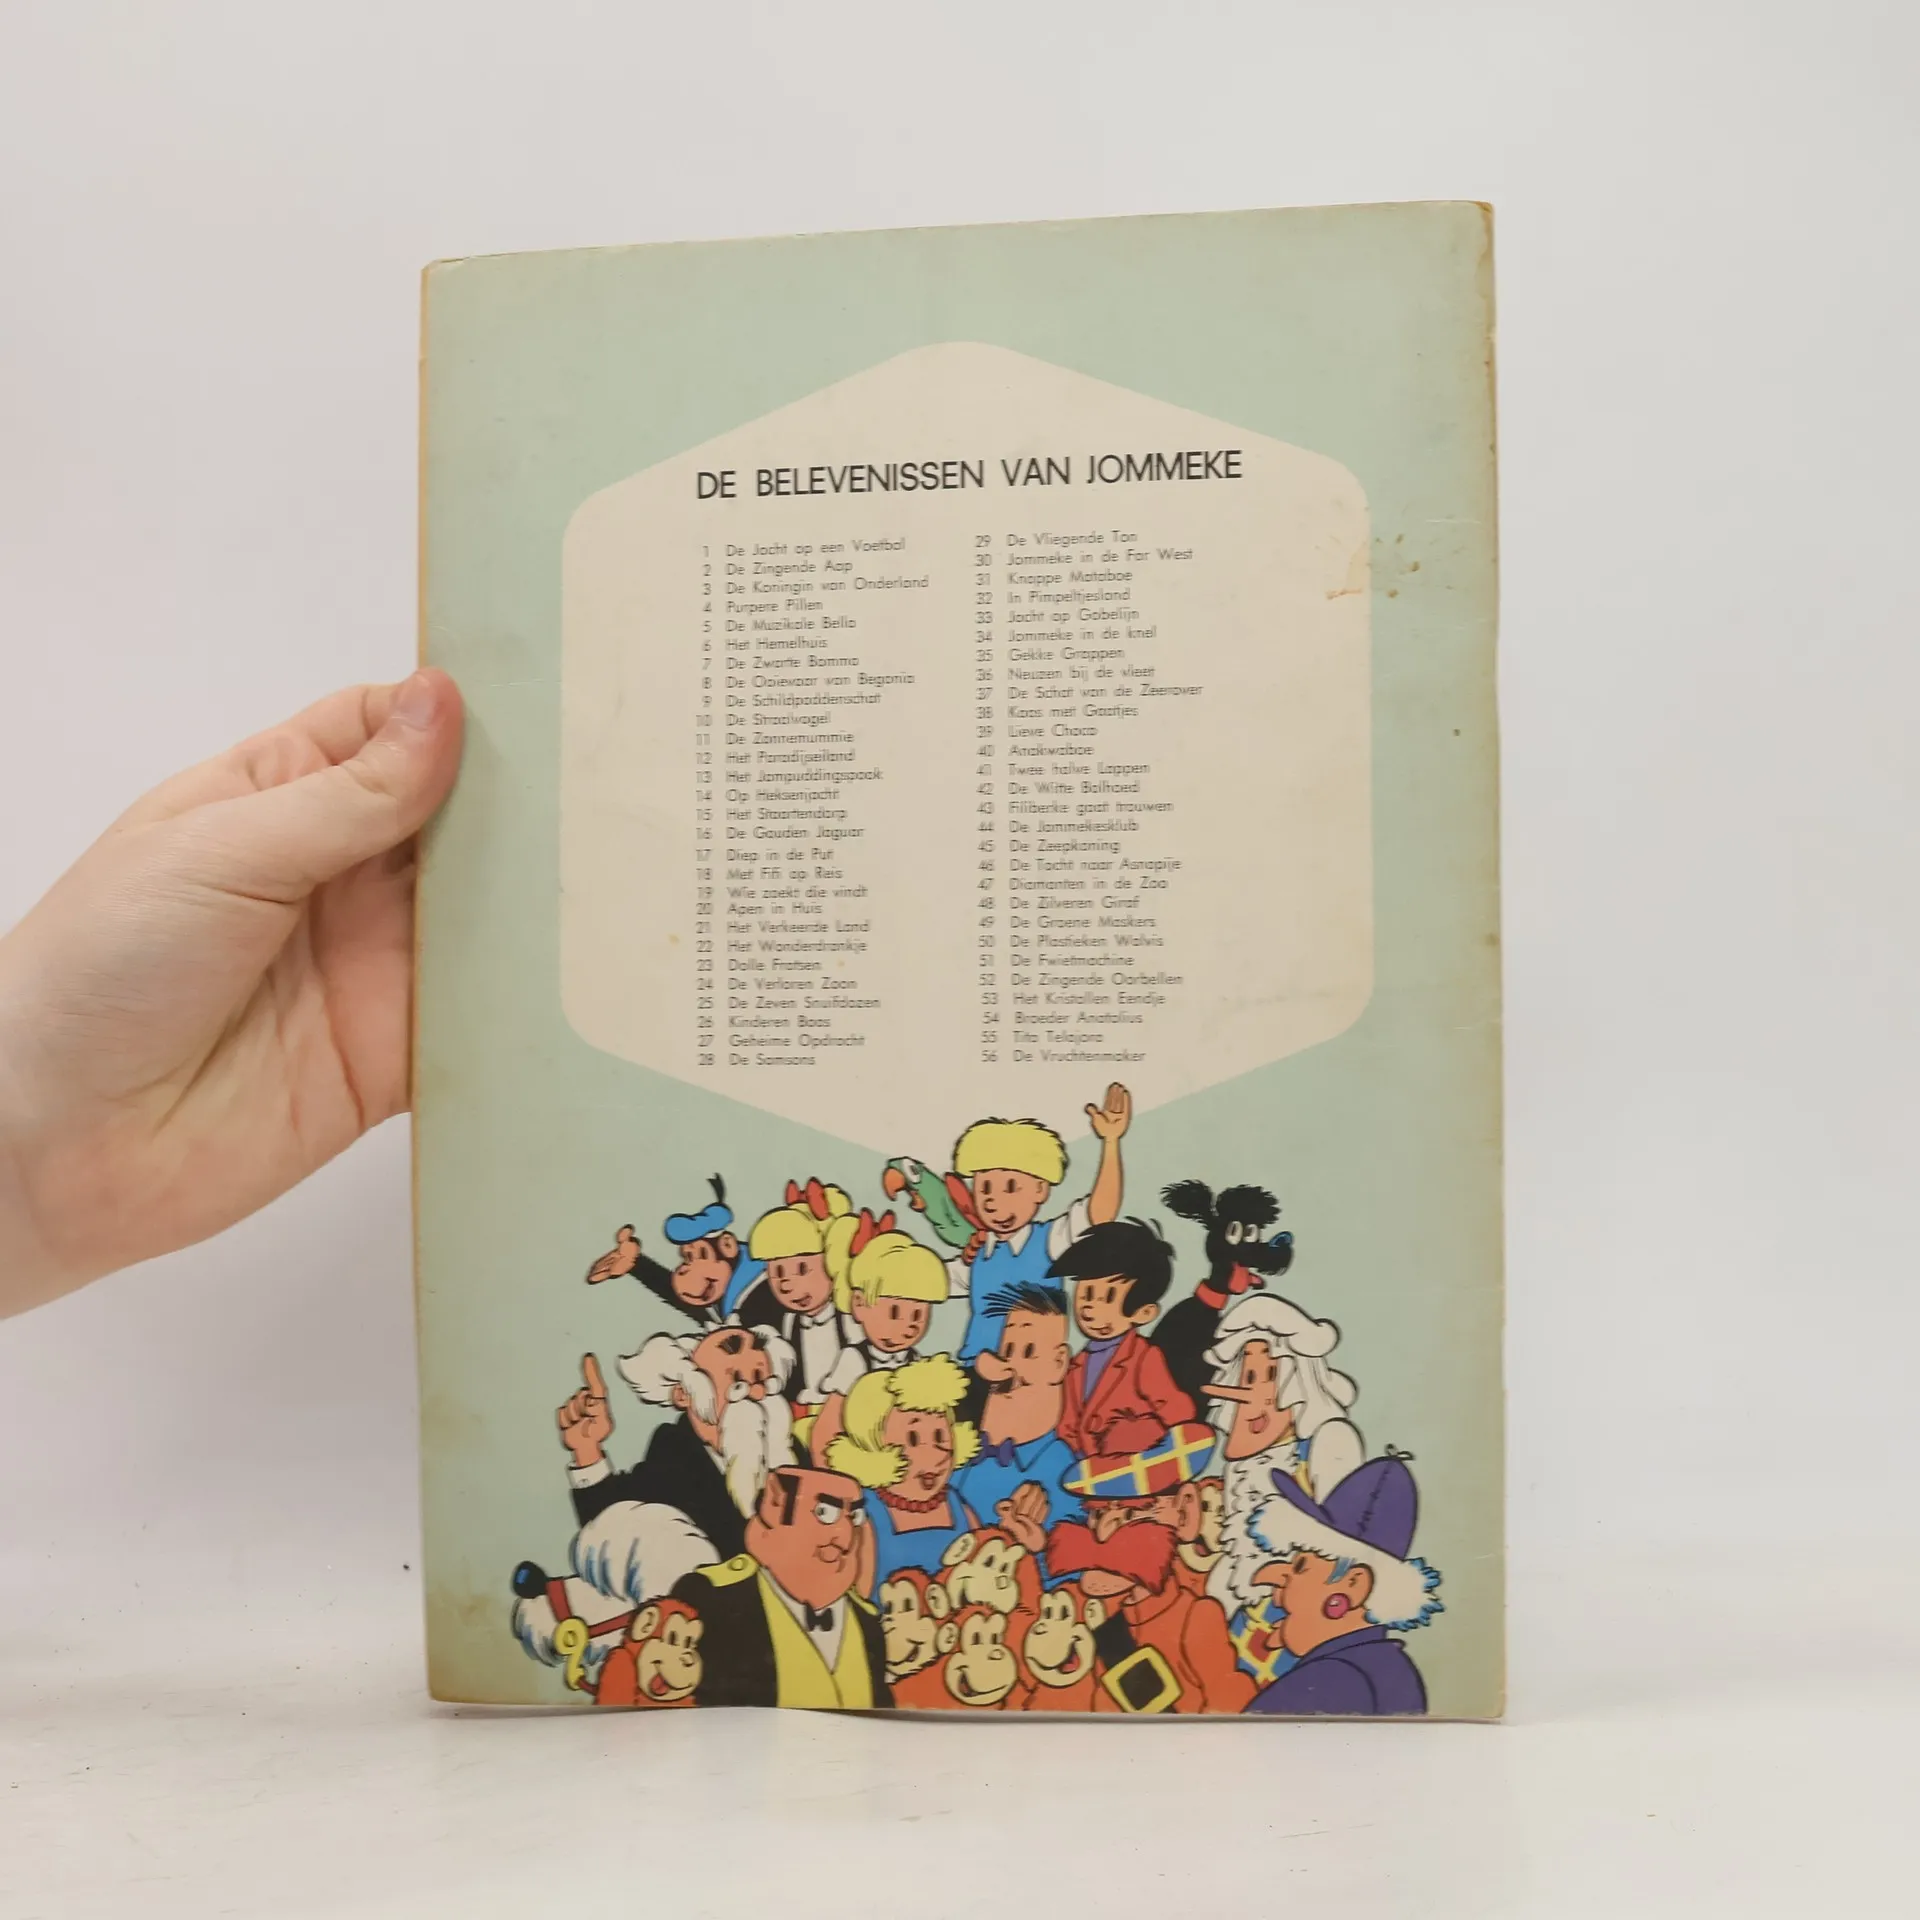 DE BELEVENISSEN VAN JOMMEKE
1 De Jacht op een Voetbal
2 De Zingende Aap
3 De Koningin van Onderland
4 Purpere Pillen
5 De Muzikale Bella
6 Het Hemelhuis
7 De Zwarte Bomma
8 De Ooievaar van Begonia
9 De Schildpaddenschat
10 De Straalvogel
11 De Zonnemummie
12 Het Paradijseiland
13 Het Jampuddingspook
14 Op Heksenjacht
15 Het Staartendorp
16 De Gouden Jaguar
17 Diep in de Put
18 Met Fifi op Reis
19 Wie zoekt die vindt
20 Apen in Huis
21 Het Verkeerde Land
22 Het Wonderdrankje
23 Dolle Fratsen
24 De Verloren Zoon
25 De Zeven Snuifdozen
26 Kinderen Baas
27 Geheime Opdracht
28 De Samsons
29 De Vliegende Ton
30 Jommeke in de Far West
31 Knappe Mataboe
32 In Pimpeltjesland
33 Jacht op Gobelijn
34 Jommeke in de knel
35 Gekke Grappen
36 Neuzen bij de vleet
37 De Schat van de Zeerover
38 Kaas met Gaatjes
39 Lieve Choco
40 Anakwaboe
41 Twee halve Lappen
42 De Witte Bolhoed
43 Filiberke gaat trouwen
44 De Jommekesklub
45 De Zeepkoning
46 De Tocht naar Asnapije
47 Diamanten in de Zoo
48 De Zilveren Giraf
49 De Groene Maskers
50 De Plastieken Walvis
51 De Fwietmachine
52 De Zingende Oorbellen
53 Het Kristallen Eendje
54 Broeder Anatolius
55 Tita Telajora
56 De Vruchtenmaker